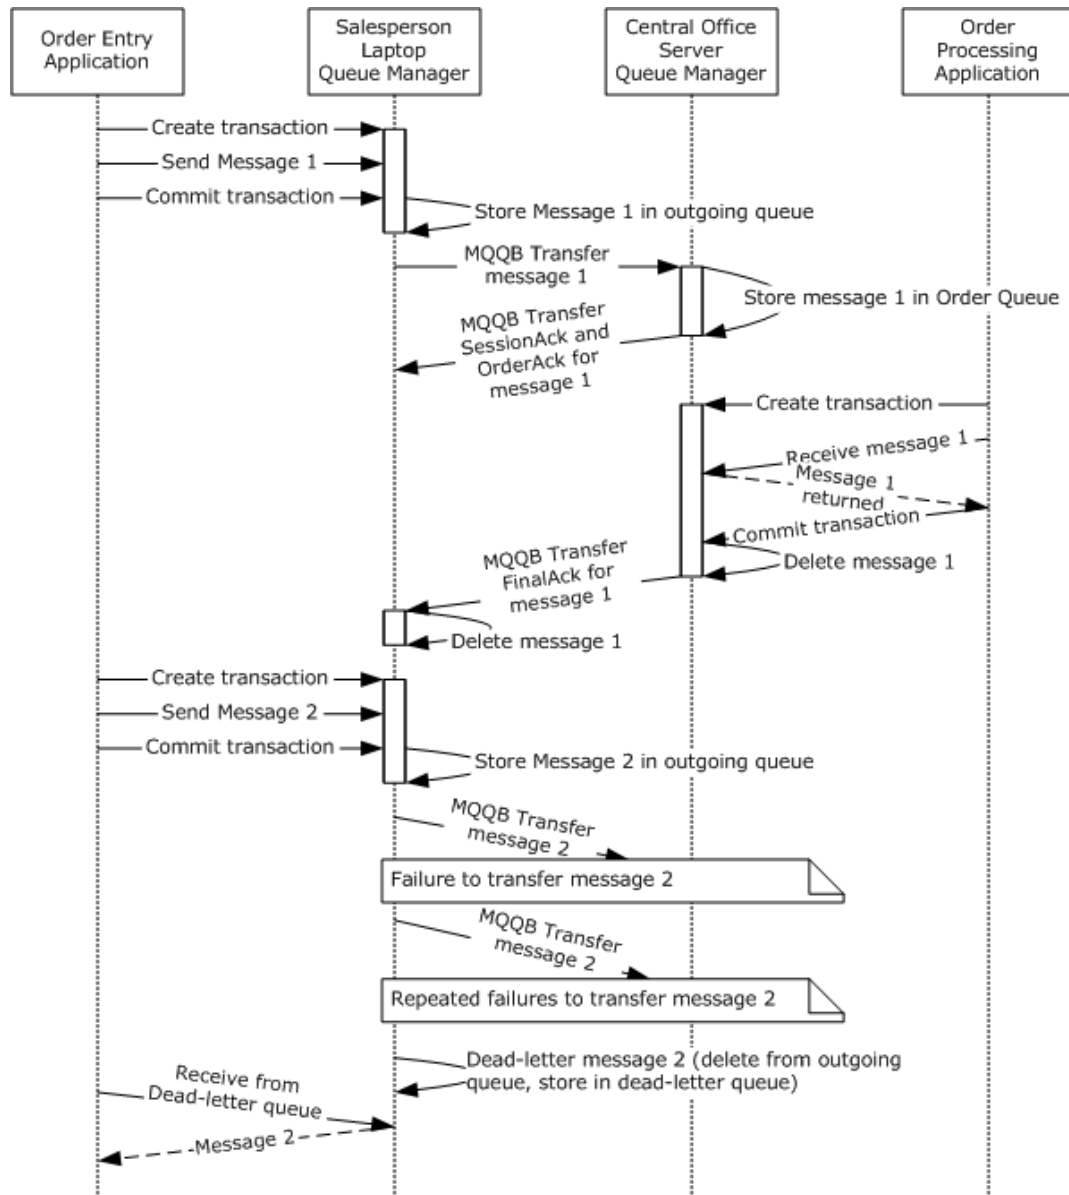 Order Entry
Application
Salesperson
Laptop
Queue Manager
Central Office
Server
Queue Manager
Order
Processing
Application
Create transaction
Send Message 1
Commit transaction
Store Message 1 in outgoing queue
MQQB Transfer
message 1
Store message 1 in Order Queue
MQQB Transfer
SessionAck and
OrderAck for
message 1
Create transaction
Receive message 1
Message 1
returned
Commit transaction
Delete message 1
MQQB Transfer
FinalAck for
message 1
Delete message 1
Create transaction
Send Message 2
Commit transaction
Store Message 2 in outgoing queue
MQQB Transfer
message 2
Failure to transfer message 2
MQQB Transfer
message 2
Repeated failures to transfer message 2
Dead-letter message 2 (delete from outgoing
queue, store in dead-letter queue)
Receive from
Dead-letter queue
Message 2